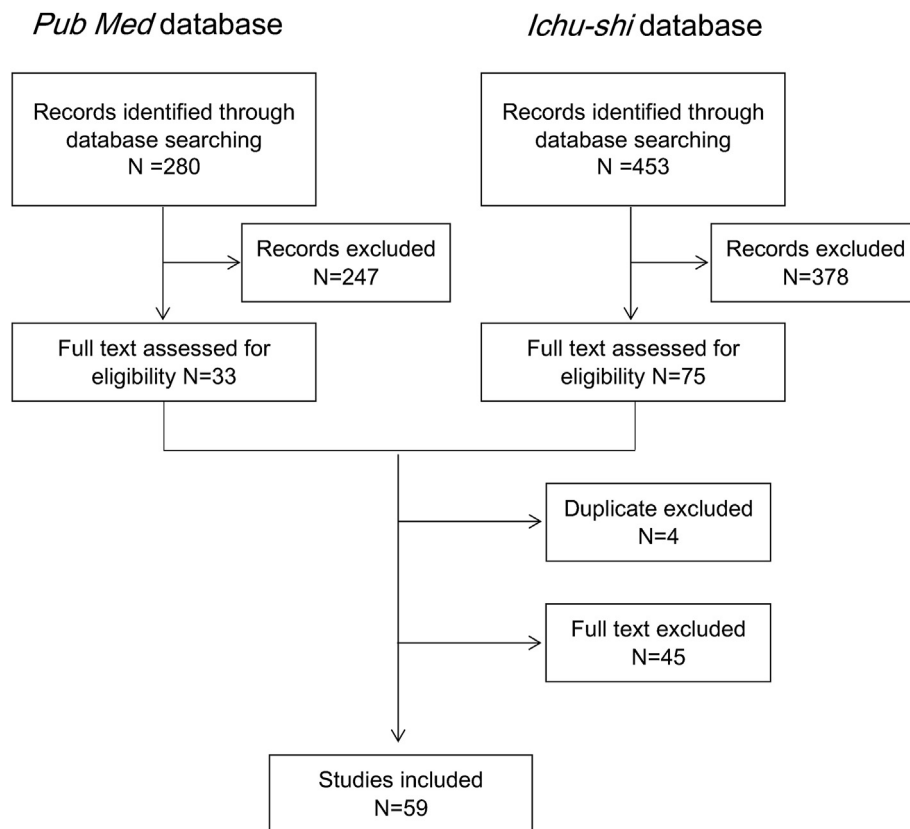 Pub Med database
Ichu-shi database
Records identified through
database searching
N =280
Records identified through
database searching
N =453
Records excluded
N=247
Records excluded
N=378
Full text assessed for
eligibility N=33
Full text assessed for
eligibility N=75
Duplicate excluded
N=4
Full text excluded
N=45
Studies included
N=59